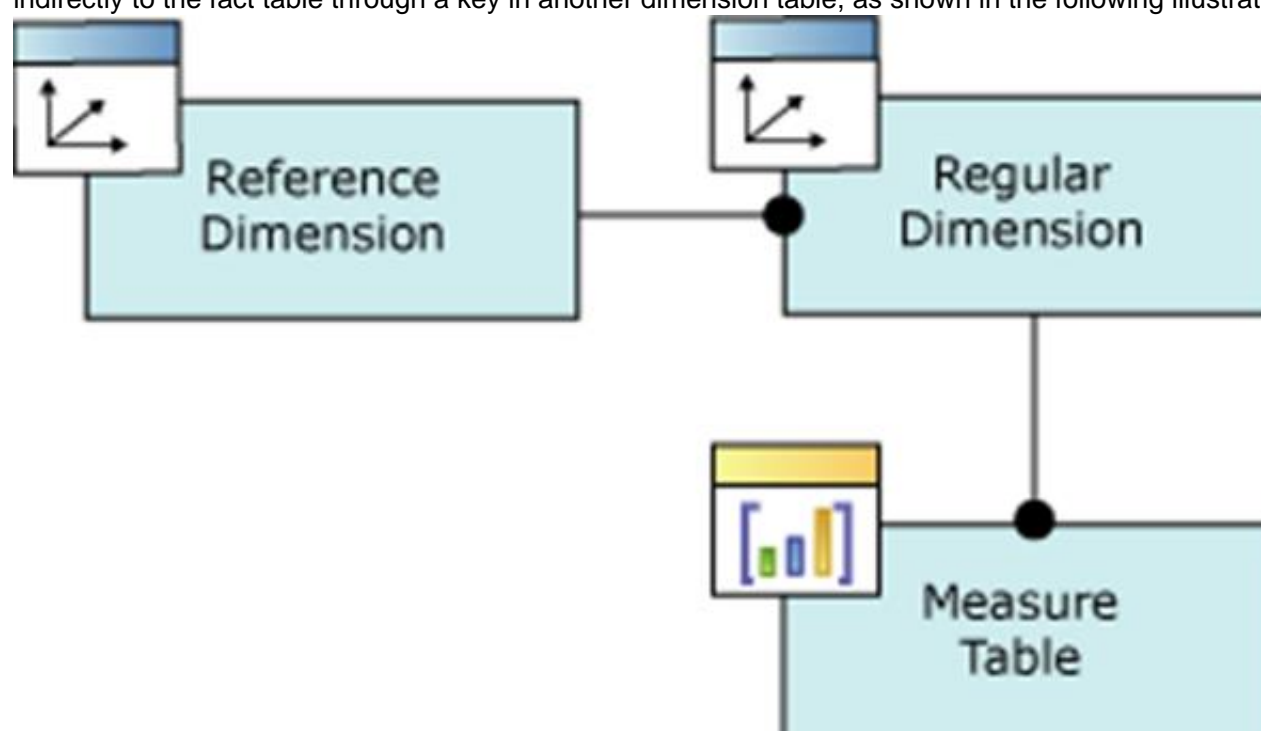 indirectly to the fact table through a key in another dimension table, as shown in the following illustrat
Reference
Dimension
Regular
Dimension
Measure
Table